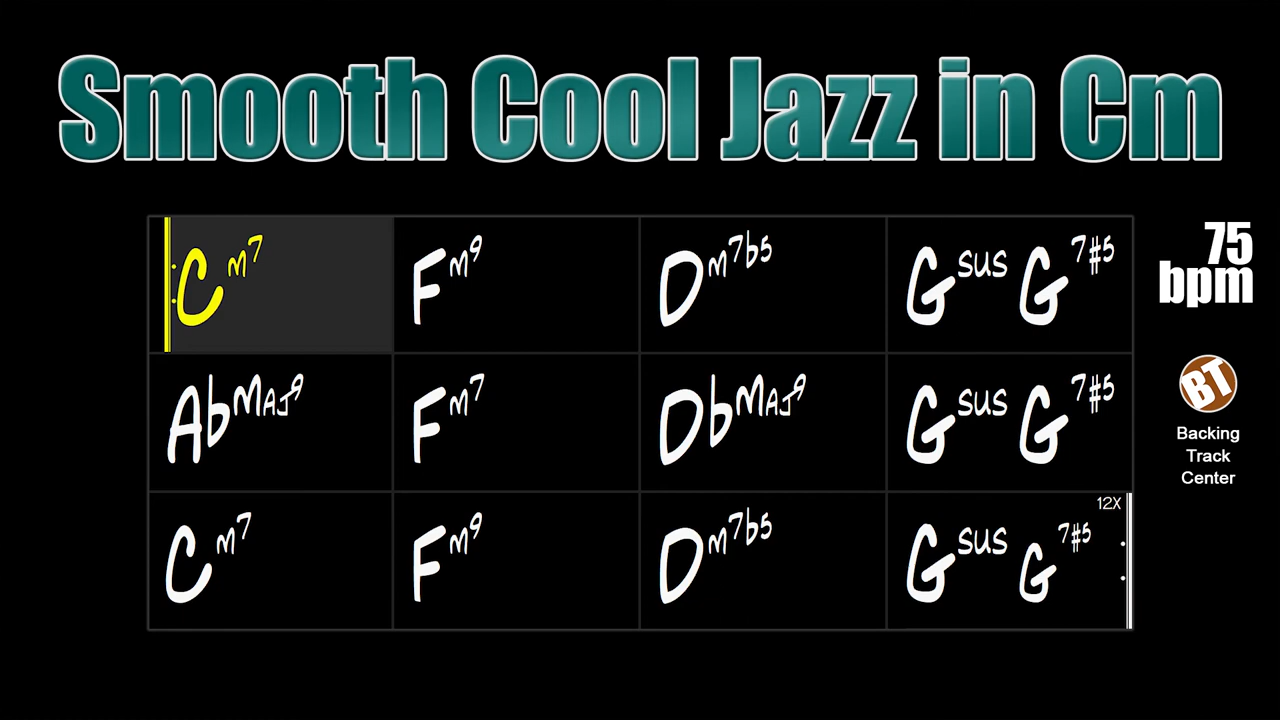 Smooth Cool Jazz in Cm
75
bpm
Cm7 Fm9 Dm7b5 Gsus G7#5
AbMAJ9 Fm7 DbMAJ9 Gsus G7#5
12X
Cm7 Fm9 Dm7b5 Gsus G7#5
BT
Backing
Track
Center